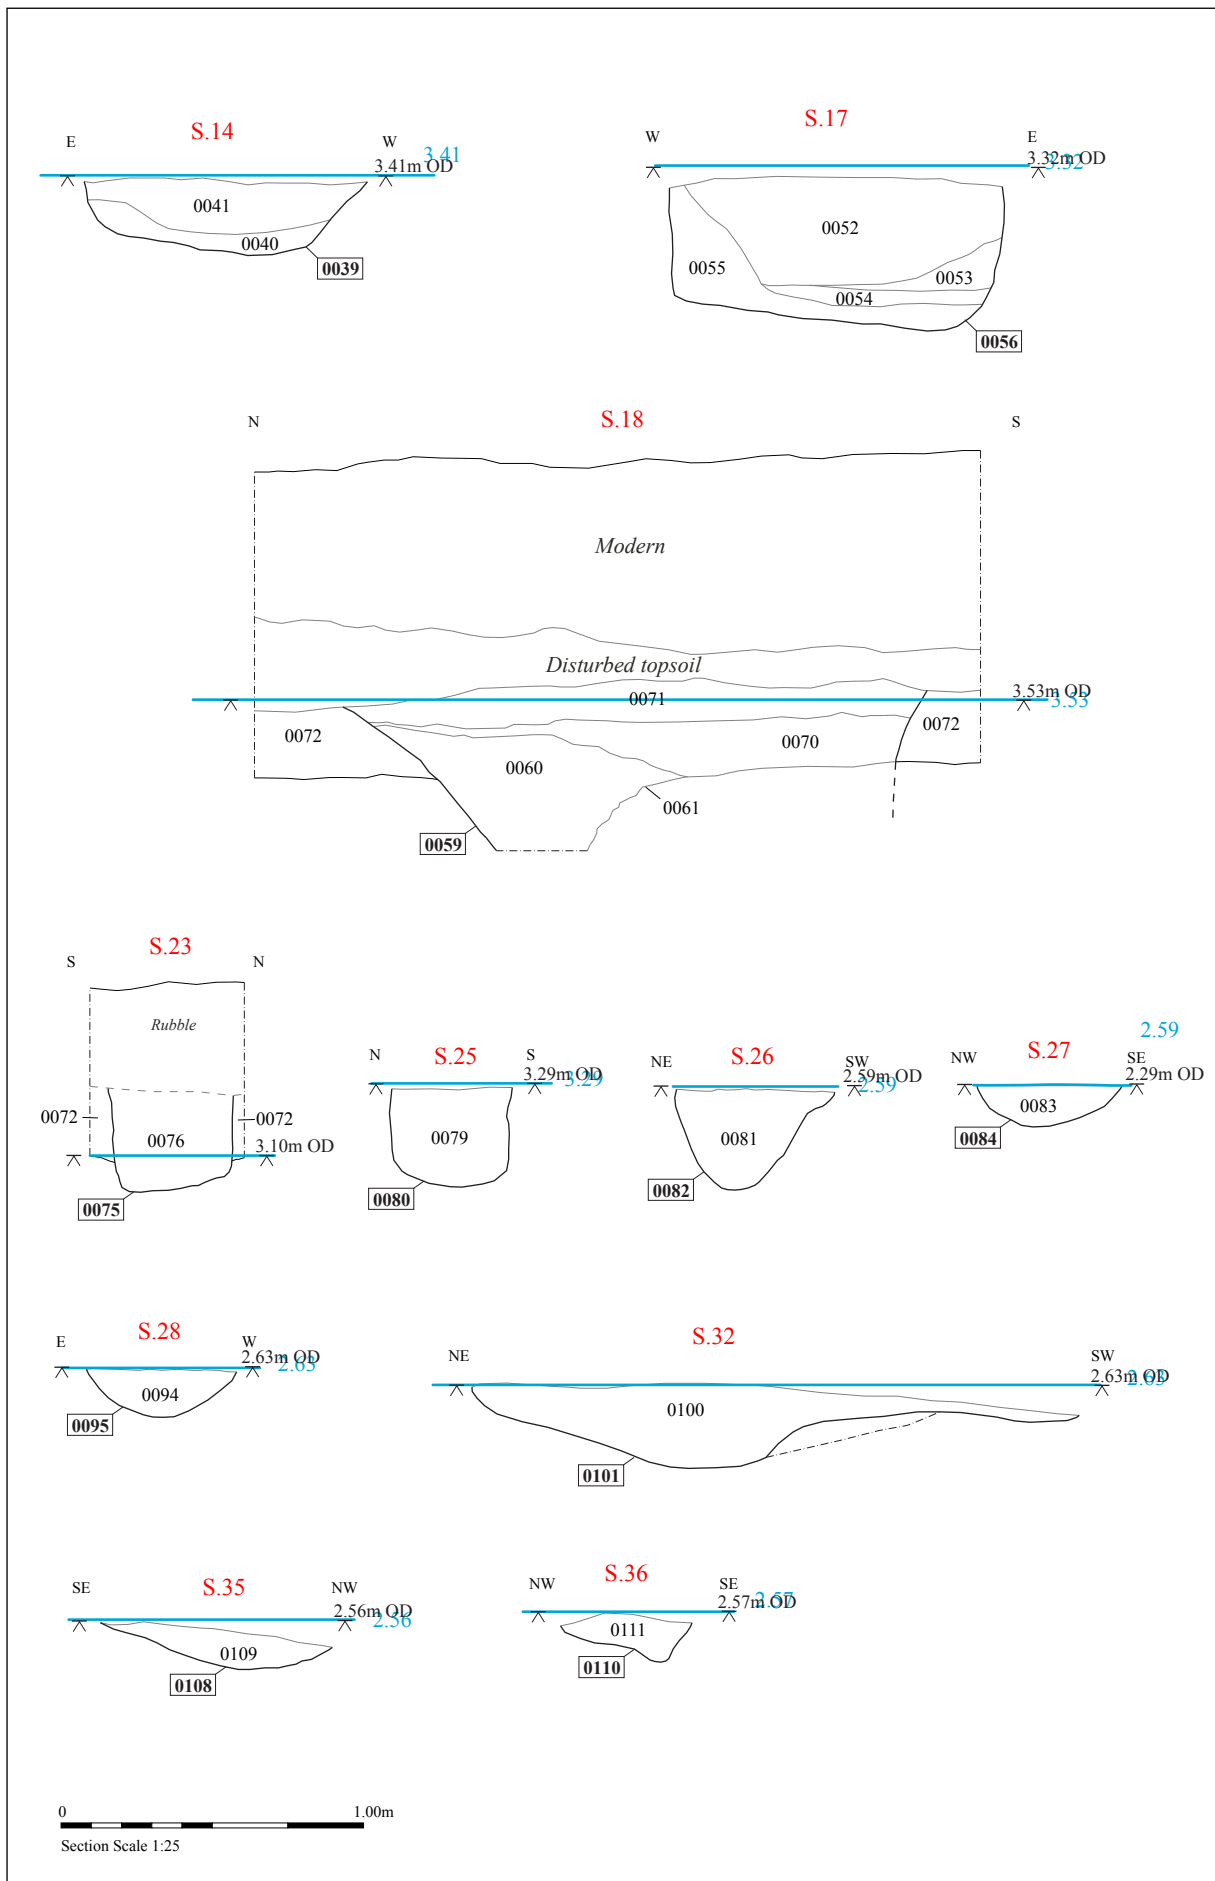 S.14
E
W
3.41
3.41m OD
0041
0040
0039
S.17
W
E
3.32m OD
3.32
0052
0055
0053
0054
0056
S.18
N
S
Modern
Disturbed topsoil
3.53m OD
3.53
0071
0072
0072
0070
0060
0061
0059
S.23
S
N
Rubble
0072
0072
0076
3.10m OD
0075
S.25
N
S
3.29m OD
3.29
0079
0080
S.26
NE
SW
2.59m OD
2.59
0081
0082
2.59
S.27
NW
SE
2.29m OD
0083
0084
S.28
E
W
2.63m OD
2.63
0094
0095
S.32
NE
SW
2.63m OD
2.63
0100
0101
S.35
SE
NW
2.56m OD
2.56
0109
0108
S.36
NW
SE
2.57m OD
2.57
0111
0110
0 1.00m
Section Scale 1:25